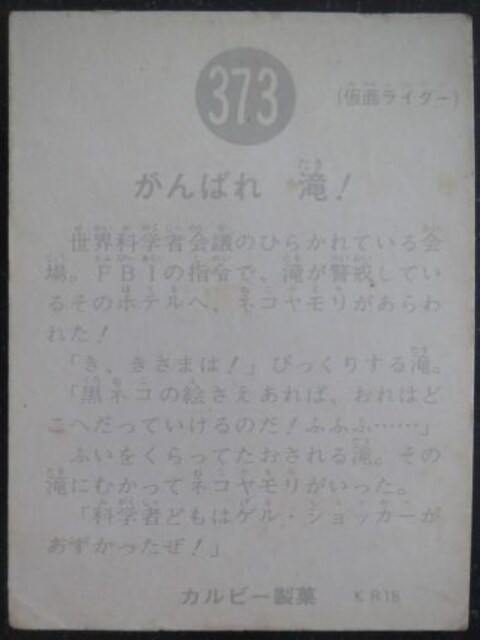 373
(仮面ライダー)
がんばれ 滝!
世界科学者会議のひらかれている会
場。FBIの指令で、滝が警戒してい
るそのホテルへ、ネコヤモリがあらわ
れた!
「き、きさまは!」びっくりする滝。
「黒ネコの絵さえあれば、おれはど
こへだっていけるのだ!ふふふ……」
ふいをくらってたおされる滝。その
滝にむかってネコヤモリがいった。
「科学者どもはゲル・ショッカーが
あずかったぜ!」
カルビー製菓 KR18